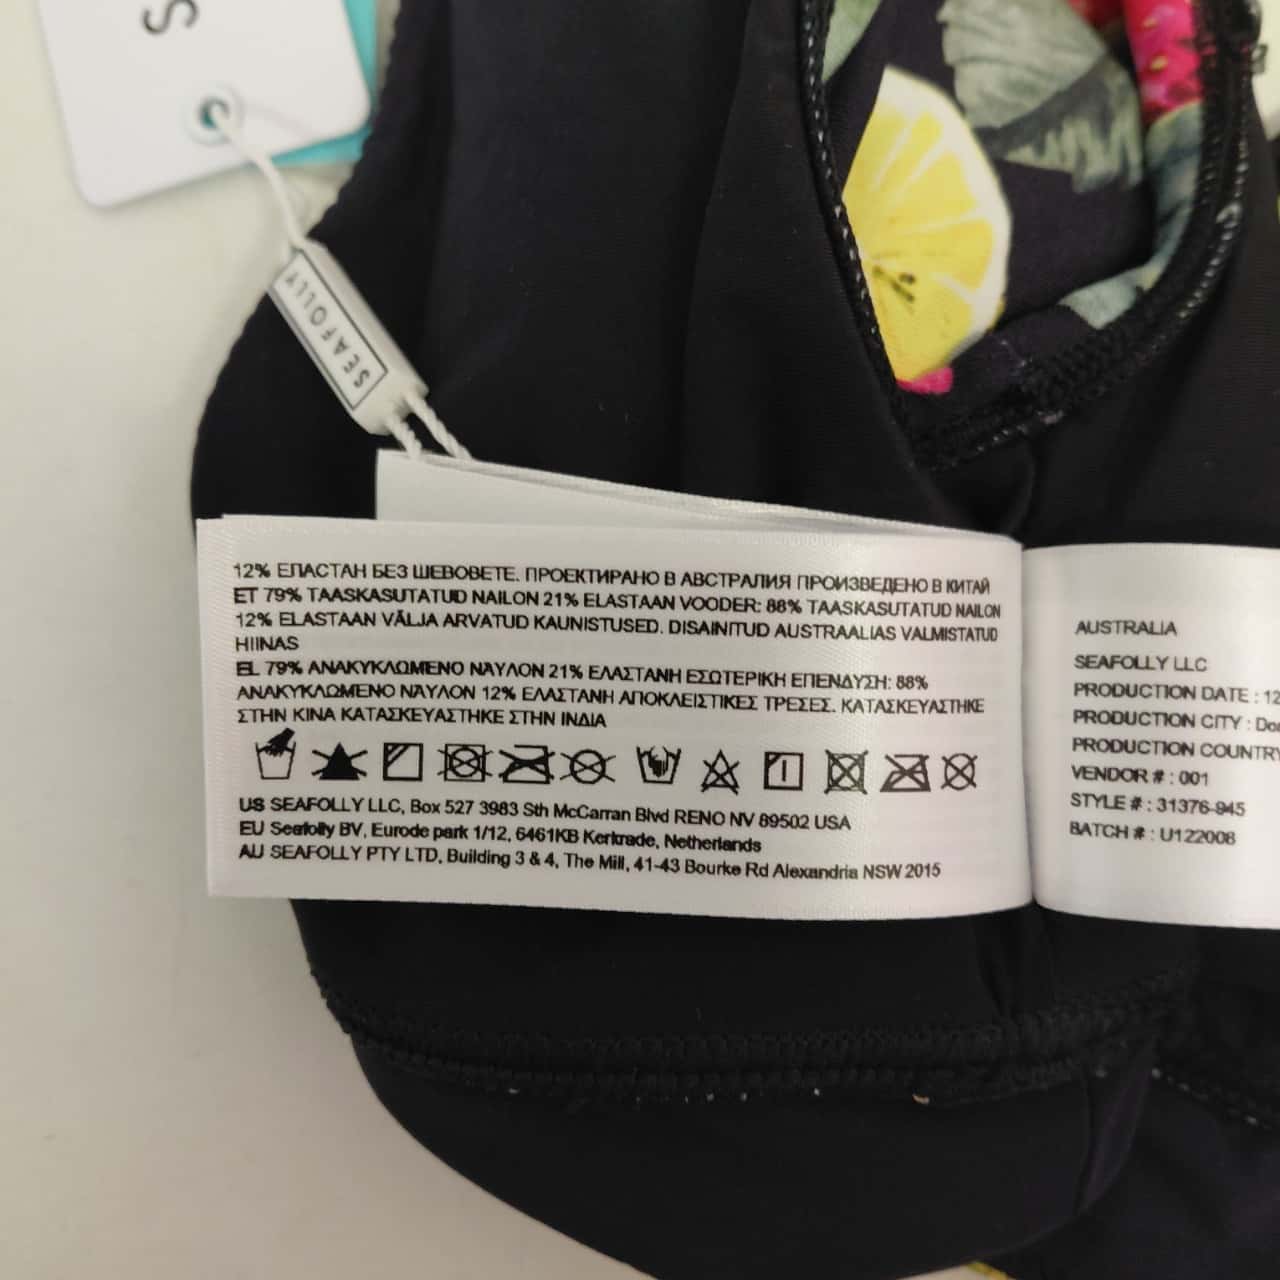 S
SEAFOLLY
12% ЕЛАСТАН БЕЗ ШЕВОВЕТЕ. ПРОЕКТИРАНО В АВСТРАЛИЯ ПРОИЗВЕДЕНО В КИТАЙ
ET 79% TAASKASUTATUD NAILON 21% ELASTAAN VOODER: 88% TAASKASUTATUD NAILON
12% ELASTAAN VÄLJA ARVATUD KAUNISTUSED. DISAINITUD AUSTRAALIAS VALMISTATUD
HIINAS
EL 79% ΑΝΑΚΥΚΛΩΜΕΝΟ ΝΆΥΛΟΝ 21% ΕΛΑΣΤΑΝΗ ΕΣΩΤΕΡΙΚΗ ΕΠΕΝΔΥΣΗ: 88%
ΑΝΑΚΥΚΛΩΜΕΝΟ ΝΆΥΛΟΝ 12% ΕΛΑΣΤΑΝΗ ΑΠΟΚΛΕΙΣΤΙΚΕΣ ΤΡΕΣΕΣ. ΚΑΤΑΣΚΕΥΑΣΤΗΚΕ
ΣΤΗΝ ΚΙΝΑ ΚΑΤΑΣΚΕΥΑΣΤΗΚΕ ΣΤΗΝ ΙΝΔΙΑ
US SEAFOLLY LLC, Box 527 3983 Sth McCarran Blvd RENO NV 89502 USA
EU Seafolly BV, Eurode park 1/12, 6461KB Kerkrade, Netherlands
AU SEAFOLLY PTY LTD, Building 3 & 4, The Mill, 41-43 Bourke Rd Alexandria NSW 2015
AUSTRALIA
SEAFOLLY LLC
PRODUCTION DATE : 12
PRODUCTION CITY : Do
PRODUCTION COUNTRY
VENDOR # : 001
STYLE # : 31376-945
BATCH # : U122008